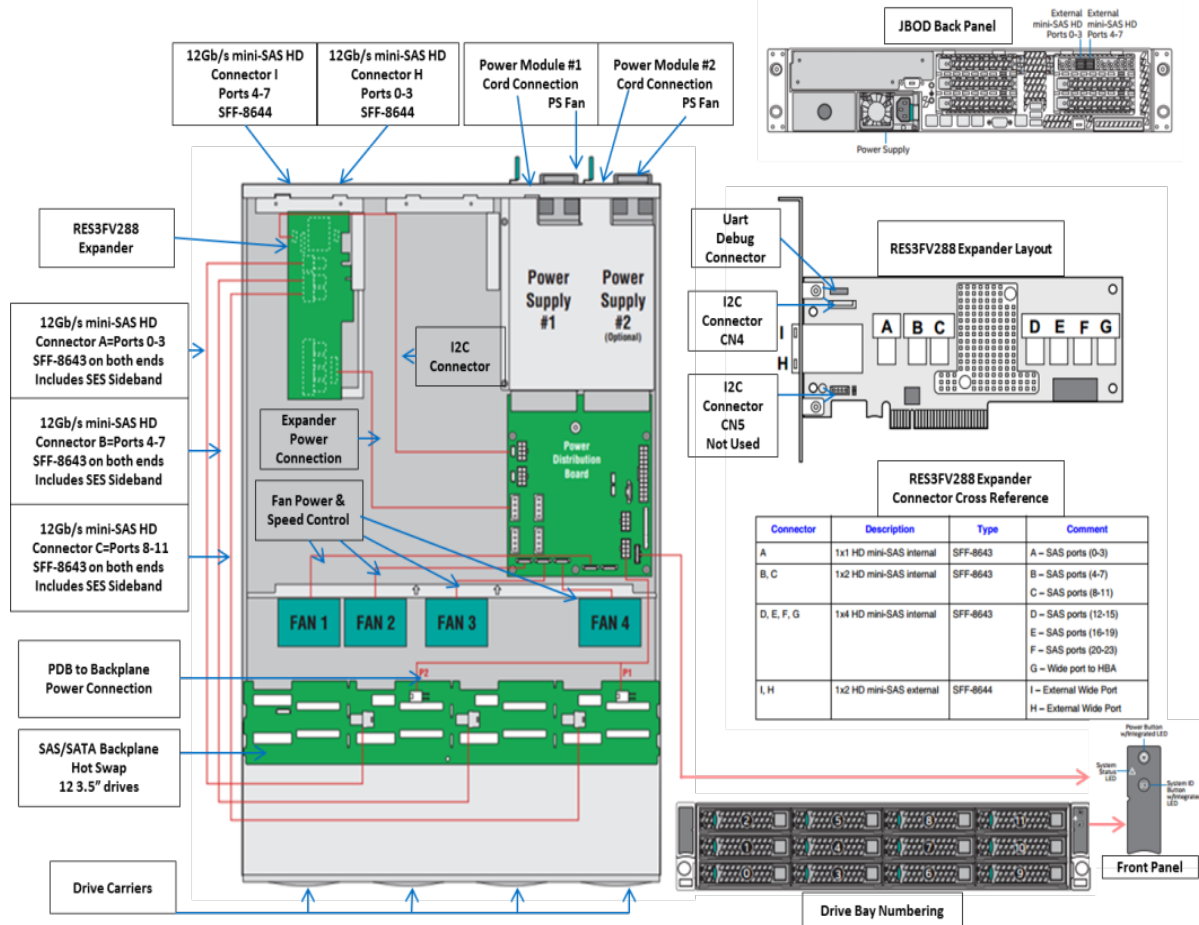 12Gb/s mini-SAS HD
Connector I
Ports 4-7
SFF-8644
12Gb/s mini-SAS HD
Connector H
Ports 0-3
SFF-8644
Power Module #1
Cord Connection
PS Fan
Power Module #2
Cord Connection
PS Fan
JBOD Back Panel
External
mini-SAS HD
Ports 0-3
External
mini-SAS HD
Ports 4-7
Power Supply
RES3FV288
Expander
12Gb/s mini-SAS HD
Connector A=Ports 0-3
SFF-8643 on both ends
Includes SES Sideband
12Gb/s mini-SAS HD
Connector B=Ports 4-7
SFF-8643 on both ends
Includes SES Sideband
12Gb/s mini-SAS HD
Connector C=Ports 8-11
SFF-8643 on both ends
Includes SES Sideband
PDB to Backplane
Power Connection
SAS/SATA Backplane
Hot Swap
12 3.5" drives
Drive Carriers
Power
Supply
#1
Power
Supply
#2
(Optional)
I2C
Connector
Expander
Power
Connection
Power
Distribution
Board
Fan Power &
Speed Control
FAN 1
FAN 2
FAN 3
FAN 4
P2
P1
Uart
Debug
Connector
I2C
Connector
CN4
I2C
Connector
CN5
Not Used
RES3FV288 Expander Layout
I
H
A
B
C
D
E
F
G
RES3FV288 Expander
Connector Cross Reference
Connector Description Type Comment
A 1x1 HD mini-SAS internal SFF-8643 A – SAS ports (0-3)
B, C 1x2 HD mini-SAS internal SFF-8643 B – SAS ports (4-7)
C – SAS ports (8-11)
D, E, F, G 1x4 HD mini-SAS internal SFF-8643 D – SAS ports (12-15)
E – SAS ports (16-19)
F – SAS ports (20-23)
G – Wide port to HBA
I, H 1x2 HD mini-SAS external SFF-8644 I – External Wide Port
H – External Wide Port
Power Button
w/Integrated
LED
System
Status
LED
System ID
Button
w/Integrated
LED
Front Panel
2 5 8 11
1 4 7 10
0 3 6 9
Drive Bay Numbering